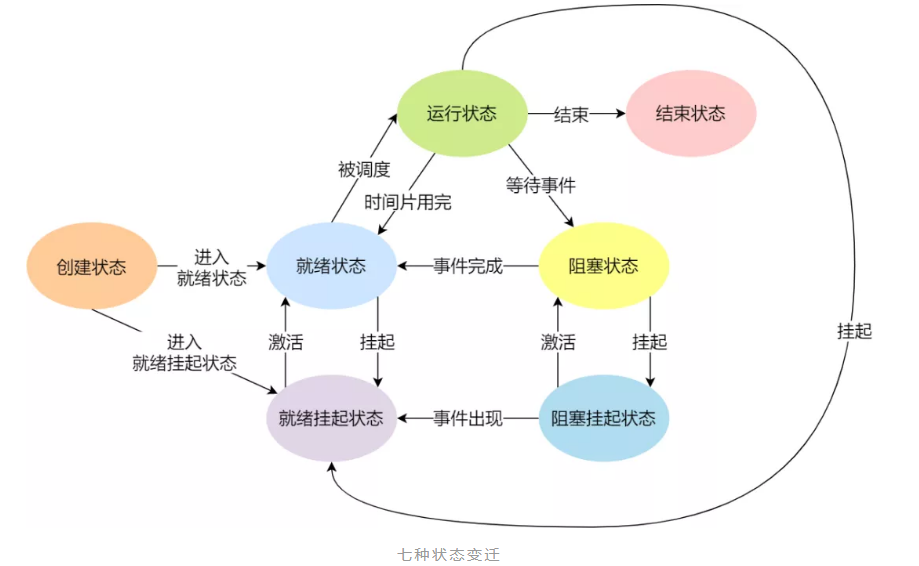 运行状态
结束
结束状态
被调度
时间片用完
等待事件
创建状态
进入
就绪状态
就绪状态
事件完成
阻塞状态
进入
就绪挂起状态
激活
挂起
激活
挂起
挂起
就绪挂起状态
事件出现
阻塞挂起状态
七种状态变迁